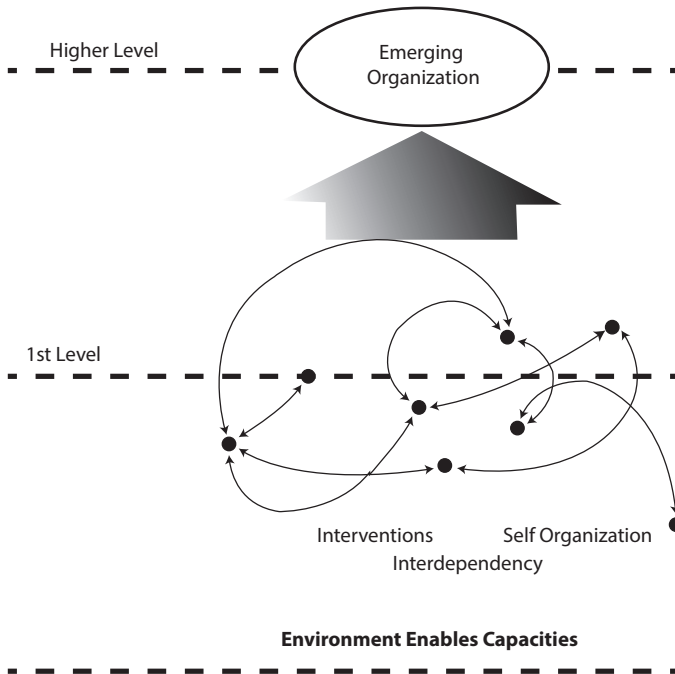 Higher Level
Emerging
Organization
1st Level
Interventions
Self Organization
Interdependency
Environment Enables Capacities